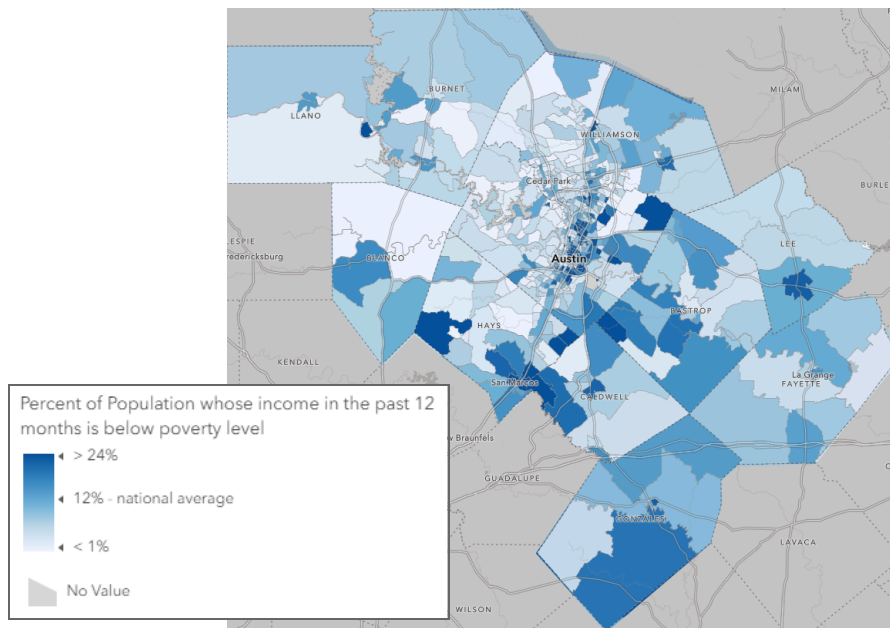 BURNET
MILAM
LLANO
WILLIAMSON
Cedar Park
BURLE
LEE
LESPIE
redericksburg
BLANCO
Austin
BASTROP
HAYS
KENDALL
La Grange
FAYETTE
San Marcos
CALDWELL
w Braunfels
GUADALUPE
GONZALES
LAVACA
WILSON
Percent of Population whose income in the past 12
months is below poverty level
> 24%
12% - national average
< 1%
No Value